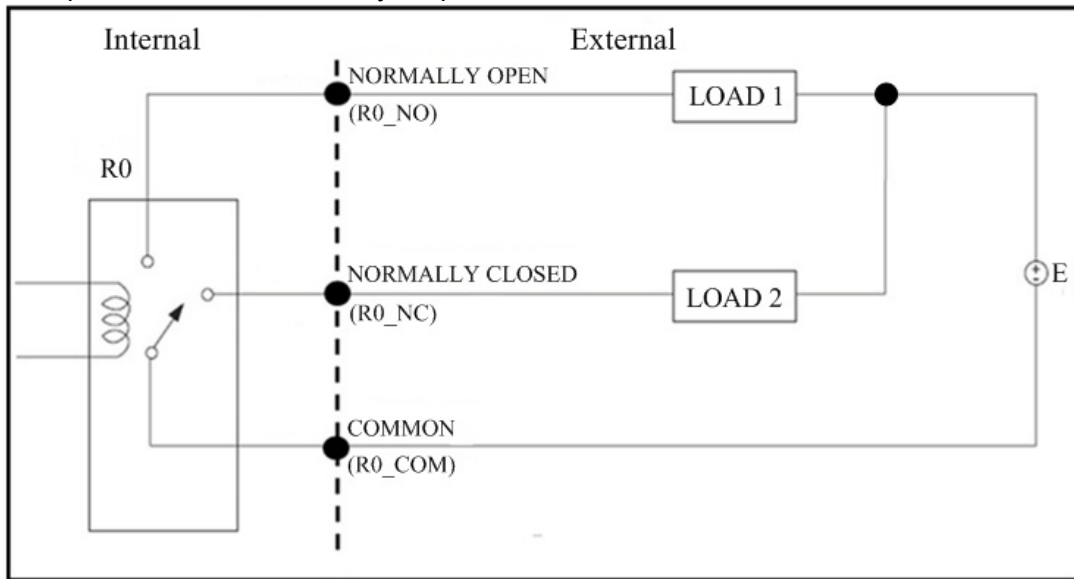 Internal
External
NORMALLY OPEN
(R0_NO)
LOAD 1
R0
NORMALLY CLOSED
(R0_NC)
LOAD 2
E
COMMON
(R0_COM)